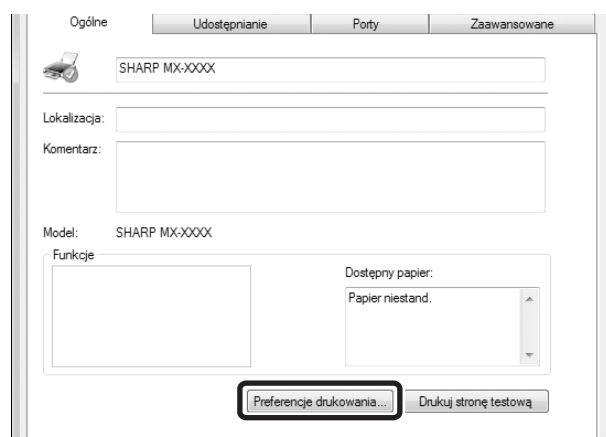 Ogólne Udostępnianie Porty Zaawansowane
SHARP MX-XXXX
Lokalizacja:
Komentarz:
Model: SHARP MX-XXXX
Funkcje
Dostępny papier:
Papier niestand.
Preferencje drukowania... Drukuj stronę testową